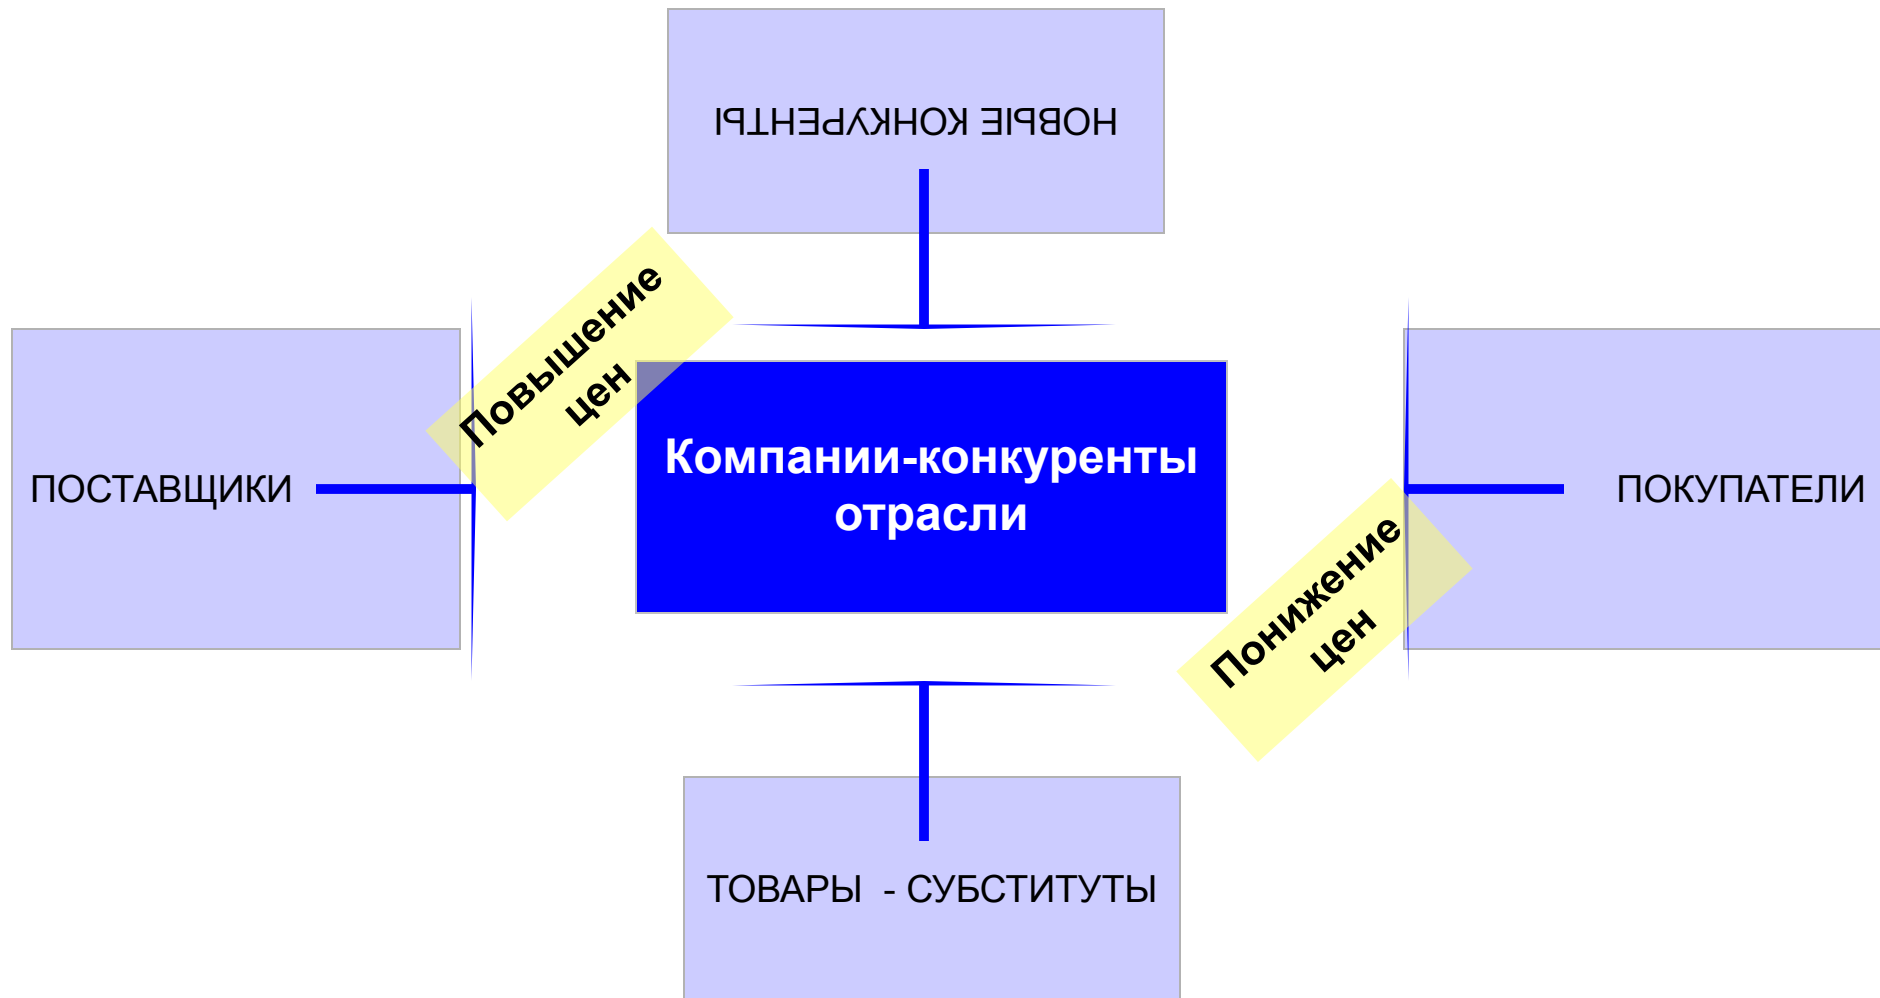 НОВЫЕ КОНКУРЕНТЫ
Повышение
цен
Компании-конкуренты
отрасли
ПОСТАВЩИКИ
ПОКУПАТЕЛИ
Понижение
цен
ТОВАРЫ  - СУБСТИТУТЫ